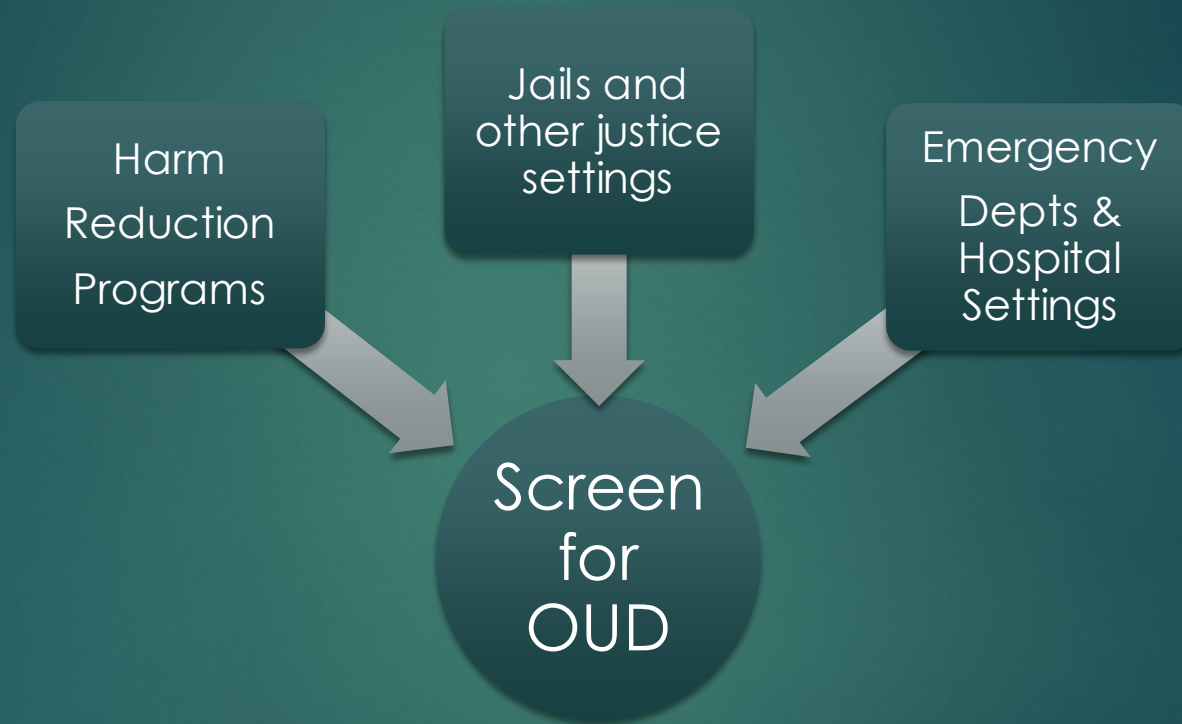 Harm
Reduction
Programs
Jails and
other justice
settings
Emergency
Depts &
Hospital
Settings
Screen
for
OUD